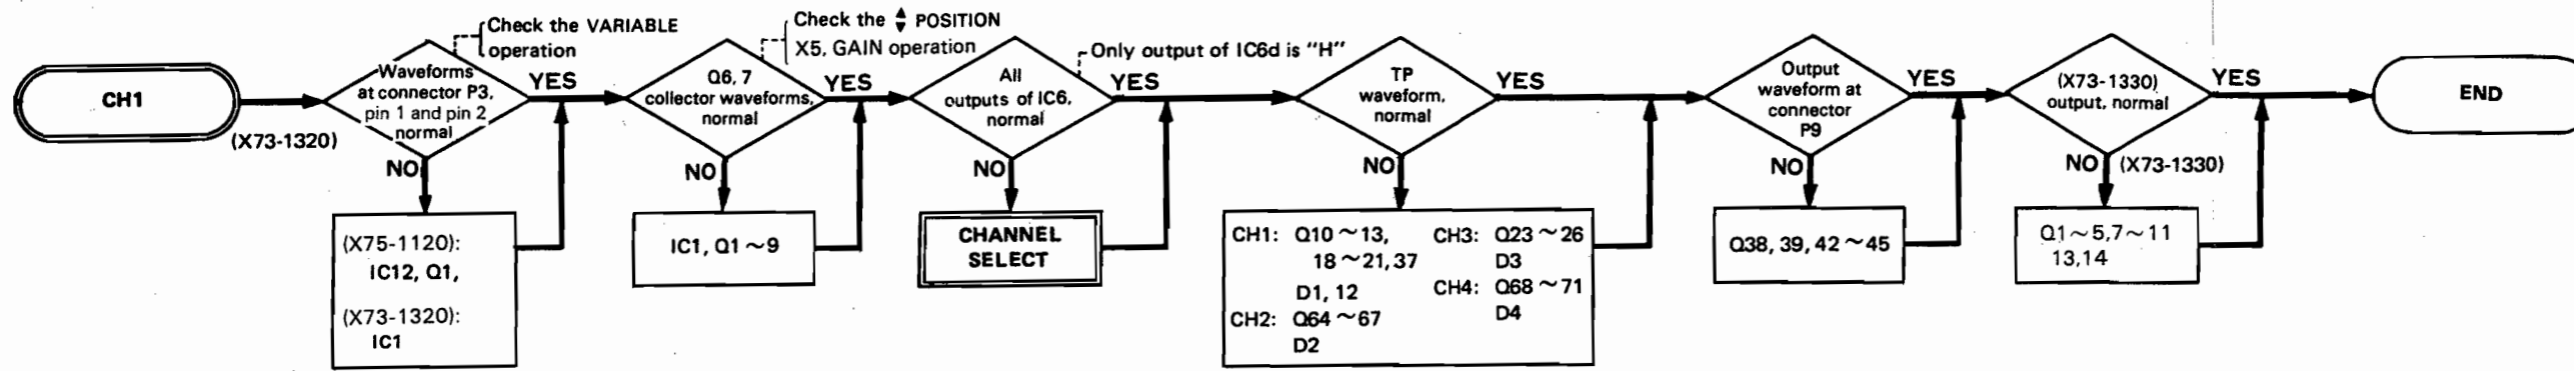 CH1
(X73-1320)
Check the VARIABLE
operation
Waveforms
at connector P3,
pin 1 and pin 2
normal
YES
NO
(X75-1120):
IC12, Q1,
(X73-1320):
IC1
Check the ▲▼ POSITION
X5, GAIN operation
Q6, 7
collector waveforms,
normal
YES
NO
IC1, Q1 ~ 9
Only output of IC6d is "H"
All
outputs of IC6,
normal
YES
NO
CHANNEL
SELECT
TP
waveform,
normal
YES
NO
CH1: Q10 ~ 13,
18 ~ 21, 37
D1, 12
CH2: Q64 ~ 67
D2
CH3: Q23 ~ 26
D3
CH4: Q68 ~ 71
D4
Output
waveform at
connector
P9
YES
NO
Q38, 39, 42 ~ 45
(X73-1330)
output, normal
YES
NO (X73-1330)
Q1 ~ 5, 7 ~ 11
13,14
END